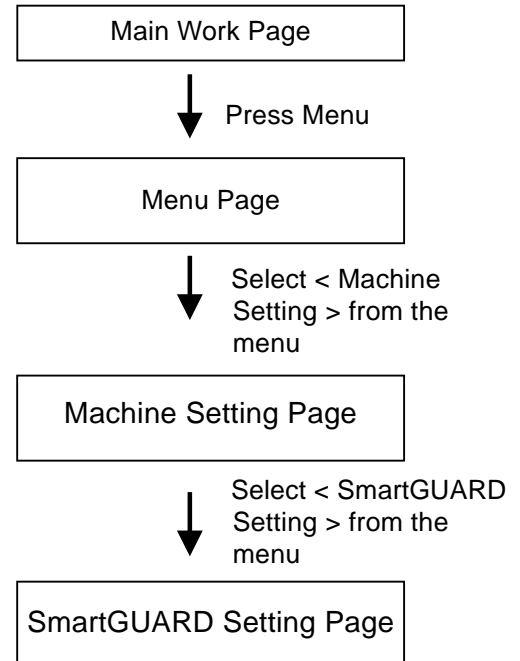 Main Work Page
Press Menu
Menu Page
Select < Machine
Setting > from the
menu
Machine Setting Page
Select < SmartGUARD
Setting > from the
menu
SmartGUARD Setting Page